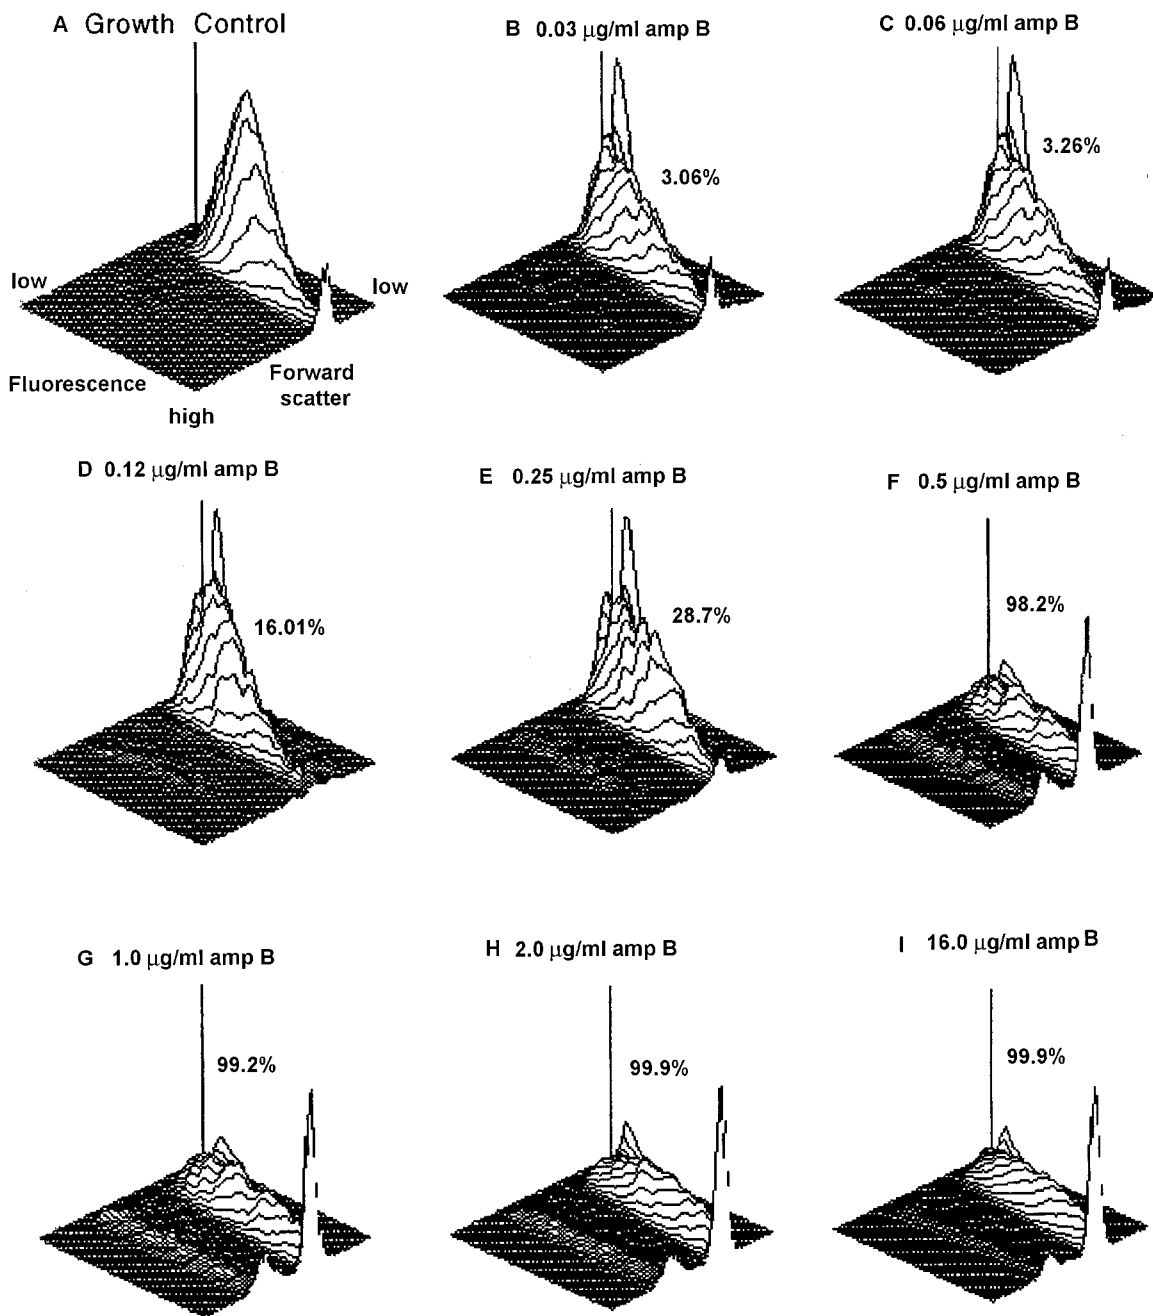 A Growth Control
B 0.03 μg/ml amp B
C 0.06 μg/ml amp B
3.06%
3.26%
low
low
Fluorescence
Forward
scatter
high
D 0.12 μg/ml amp B
E 0.25 μg/ml amp B
F 0.5 μg/ml amp B
16.01%
28.7%
98.2%
G 1.0 μg/ml amp B
H 2.0 μg/ml amp B
I 16.0 μg/ml amp B
99.2%
99.9%
99.9%